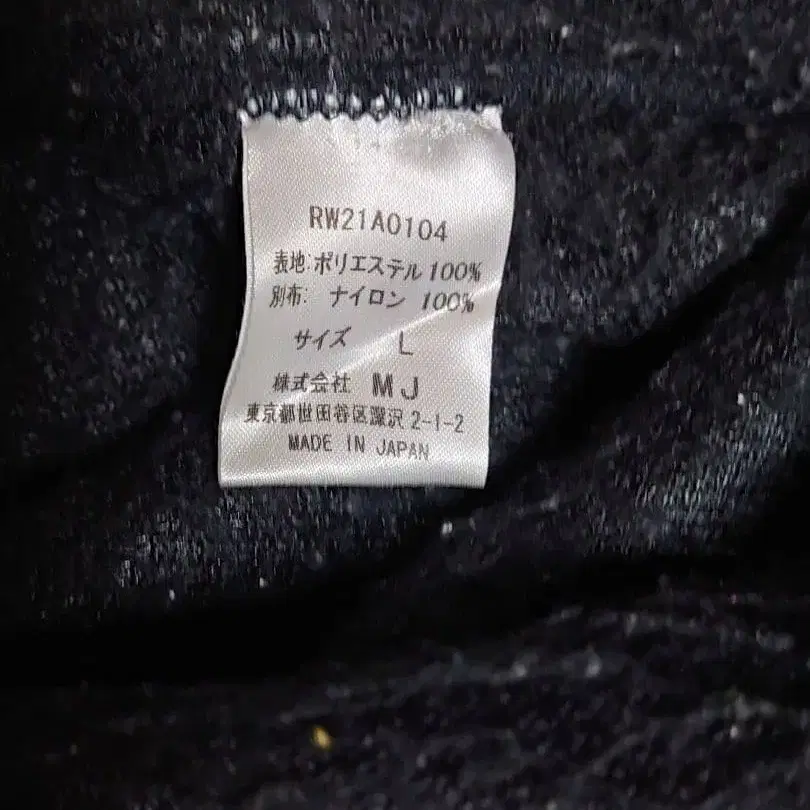 RW21A0104
表地:ポリエステル 100%
別布: ナイロン 100%
サイズ L
株式会社 MJ
東京都世田谷区深沢 2-1-2
MADE IN JAPAN